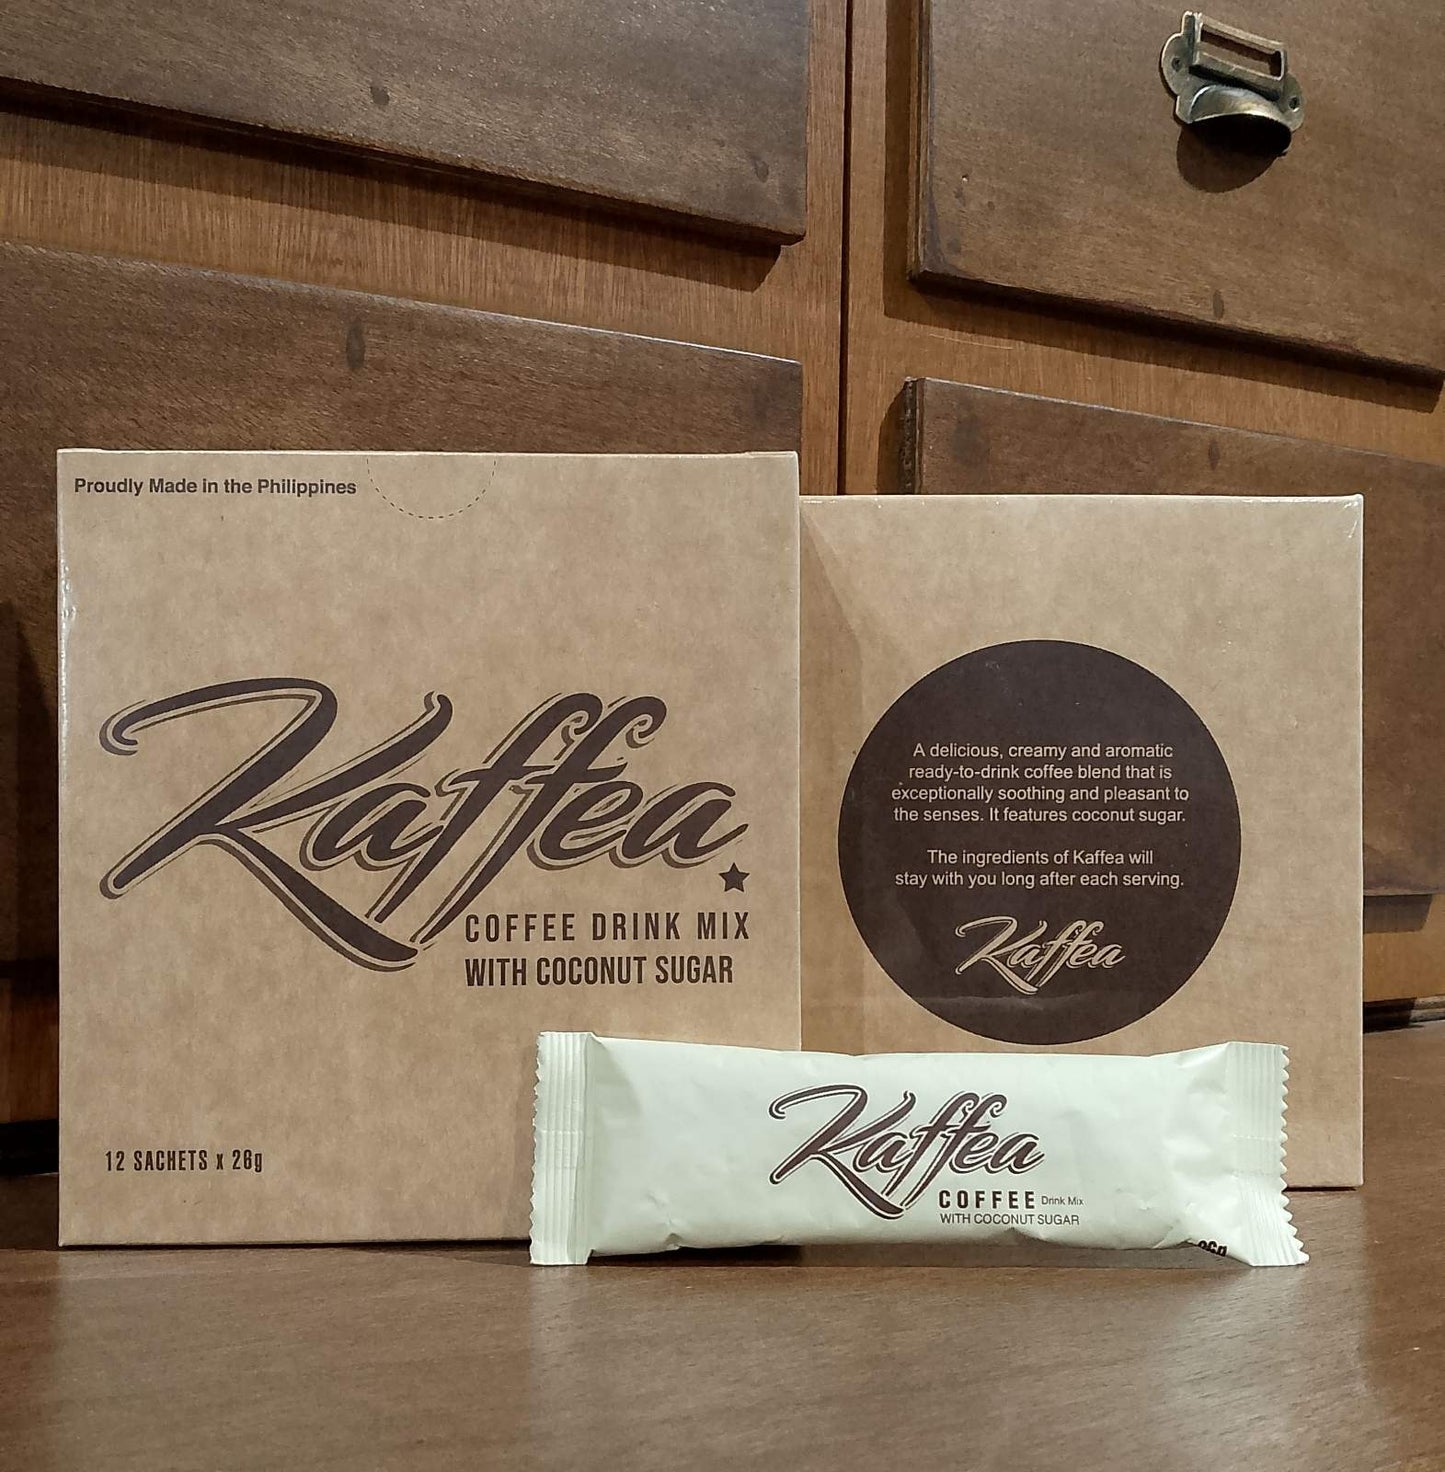 Proudly Made in the Philippines
Kaffea
COFFEE DRINK MIX
WITH COCONUT SUGAR
12 SACHETS x 26g
A delicious, creamy and aromatic
ready-to-drink coffee blend that is
exceptionally soothing and pleasant to
the senses. It features coconut sugar.
The ingredients of Kaffea will
stay with you long after each serving.
Kaffea
Kaffea
COFFEE Drink Mix
WITH COCONUT SUGAR
26g